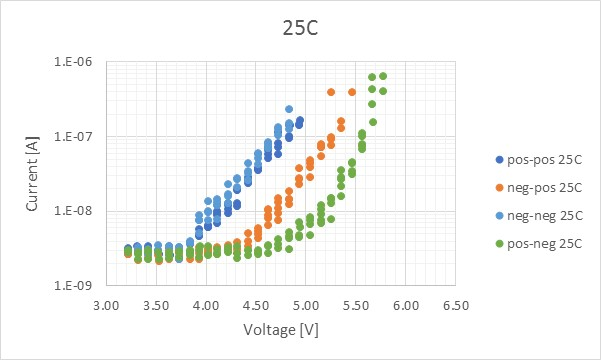 25C
Current [A]
1.E-06
1.E-07
1.E-08
1.E-09
3.00 3.50 4.00 4.50 5.00 5.50 6.00 6.50
Voltage [V]
pos-pos 25C
neg-pos 25C
neg-neg 25C
pos-neg 25C